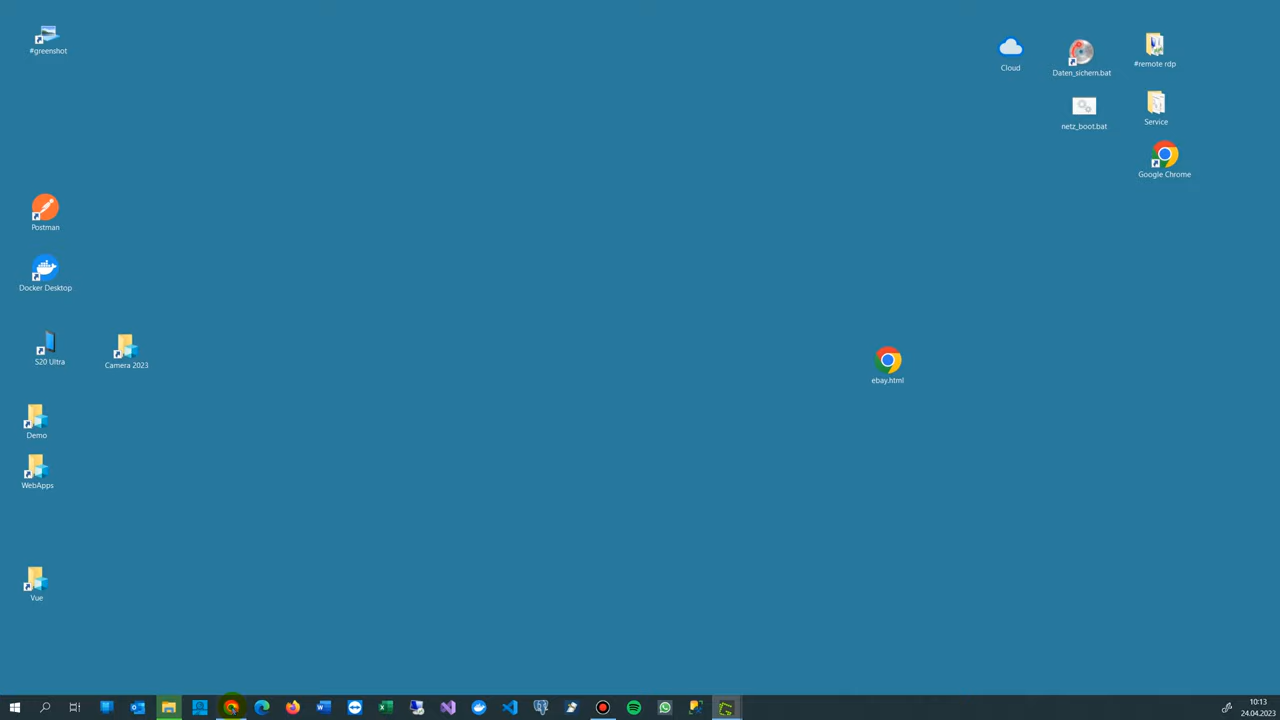 #greenshot
Cloud
Daten_sichern.bat
#remote rdp
netz_boot.bat
Service
Google Chrome
Postman
Docker Desktop
S20 Ultra
Camera 2023
ebay.html
Demo
WebApps
Vue
10:13
24.04.2023